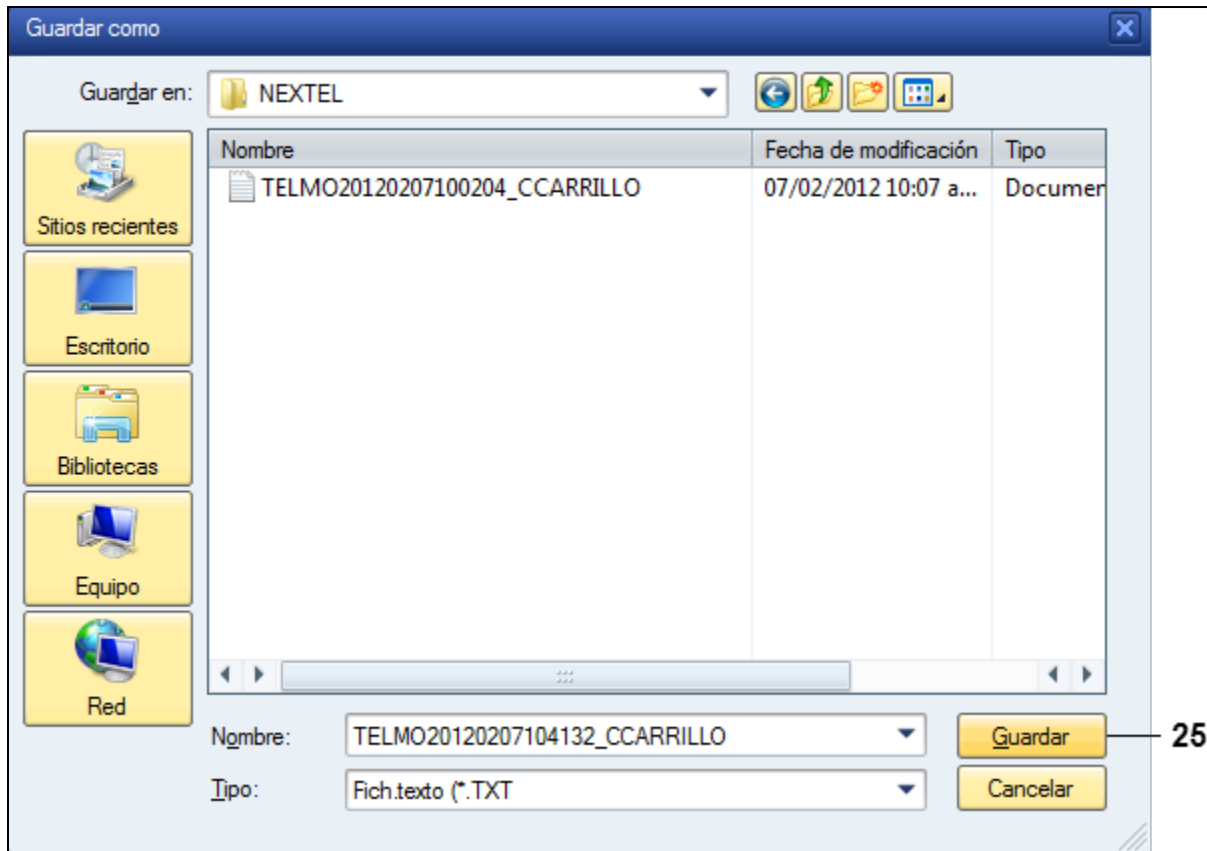 Guardar como
Guardar en: NEXTEL
Nombre Fecha de modificación Tipo
TELMO20120207100204_CCARRILLO 07/02/2012 10:07 a... Documen
Sitios recientes
Escritorio
Bibliotecas
Equipo
Red
Nombre: TELMO20120207104132_CCARRILLO Guardar 25
Tipo: Fich.texto (*.TXT Cancelar